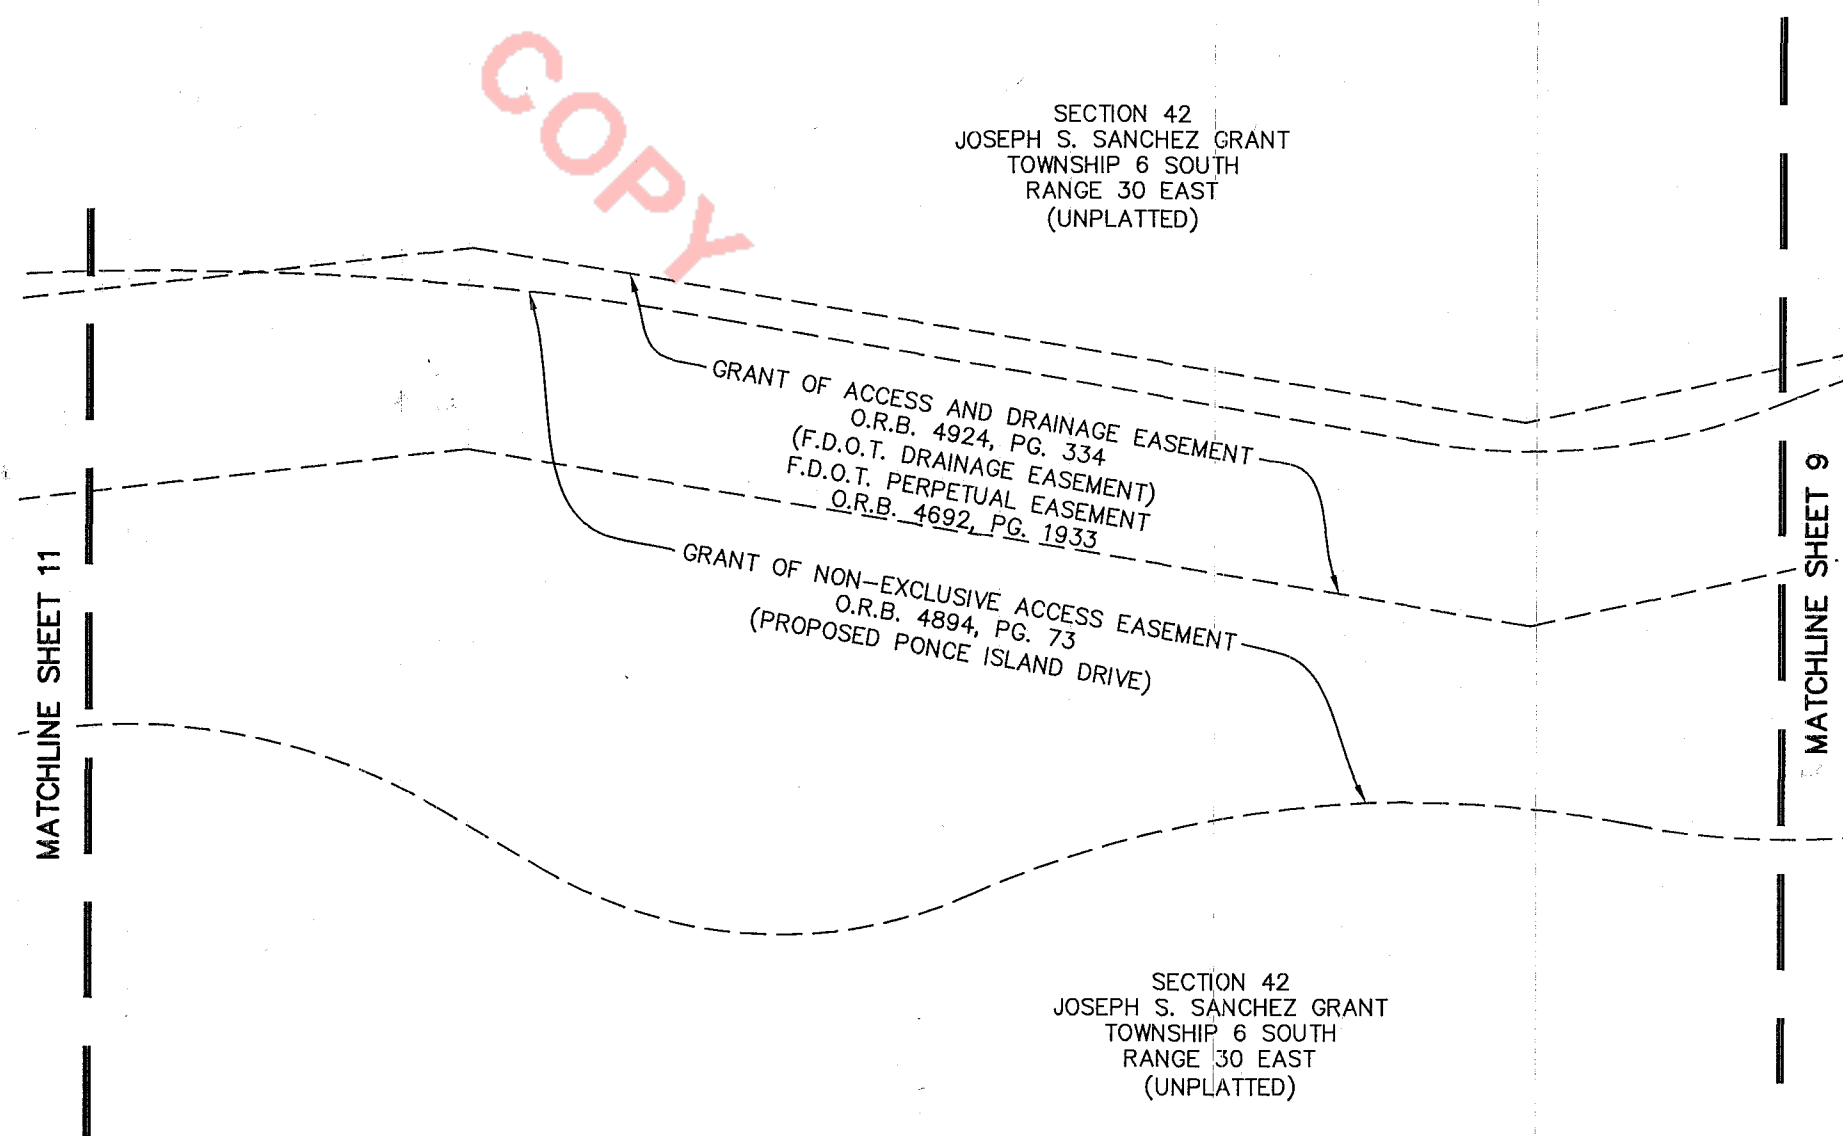 COPY
SECTION 42
JOSEPH S. SANCHEZ GRANT
TOWNSHIP 6 SOUTH
RANGE 30 EAST
(UNPLATTED)
GRANT OF ACCESS AND DRAINAGE EASEMENT
O.R.B. 4924, PG. 334
(F.D.O.T. DRAINAGE EASEMENT)
F.D.O.T. PERPETUAL EASEMENT
O.R.B. 4692, PG. 1933
GRANT OF NON-EXCLUSIVE ACCESS EASEMENT
O.R.B. 4894, PG. 73
(PROPOSED PONCE ISLAND DRIVE)
MATCHLINE SHEET 11
MATCHLINE SHEET 9
SECTION 42
JOSEPH S. SANCHEZ GRANT
TOWNSHIP 6 SOUTH
RANGE 30 EAST
(UNPLATTED)